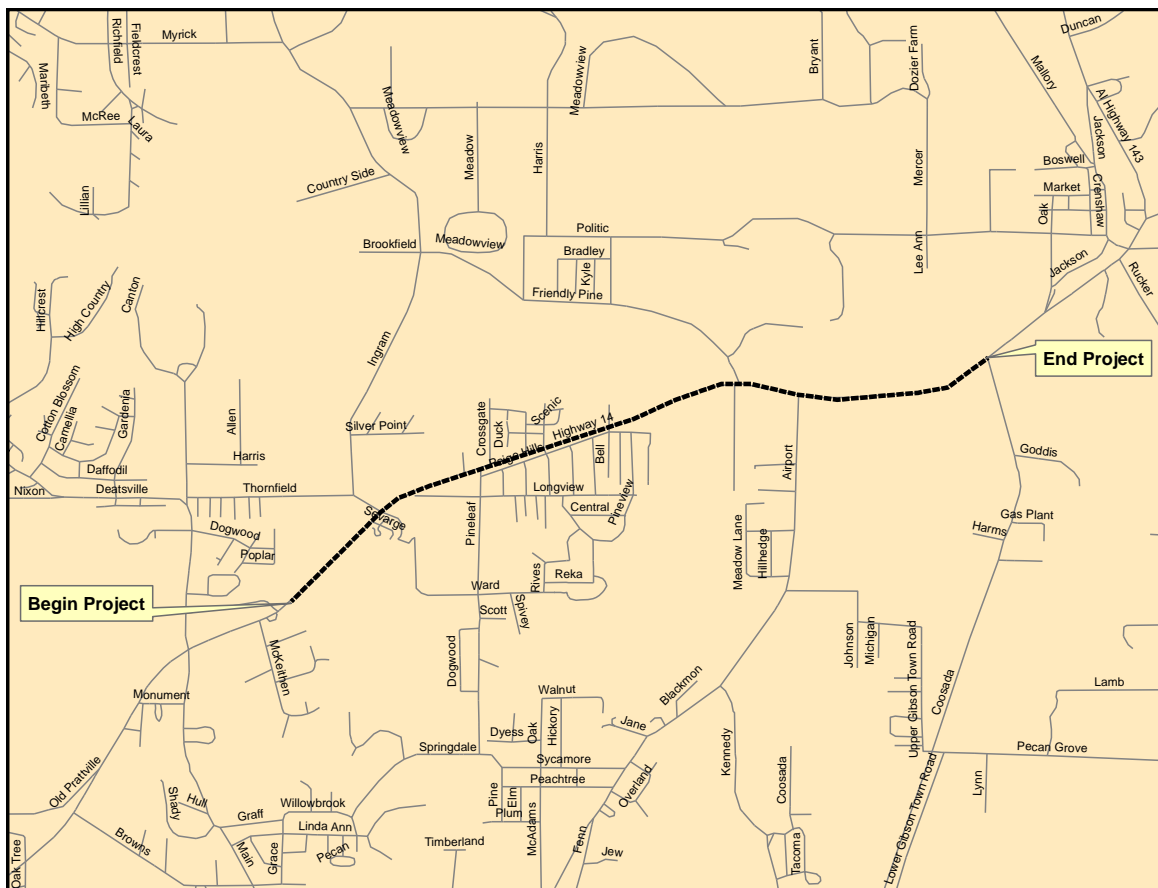 Myrick
Richfield
Fieldcrest
Maribeth
McRee
Laura
Lillian
Meadowview
Meadow
Harris
Meadowview
Bryant
Dozier Farm
Mallory
Duncan
Al Highway 143
Jackson
Boswell
Market
Crenshaw
Oak
Mercer
Country Side
Brookfield
Meadowview
Politic
Bradley
Kyle
Friendly Pine
Lee Ann
Jackson
Rucker
Hillcrest
High Country
Canton
Ingram
End Project
Cotton Blossom
Camellia
Gardenia
Allen
Silver Point
Crossgate
Duck
Scenic
Highway 14
Paige Hills
Bell
Airport
Goddis
Harris
Daffodil
Nixon
Deatsville
Thornfield
Longview
Central
Pineview
Savarge
Pineleaf
Dogwood
Poplar
Gas Plant
Harms
Meadow Lane
Hillhedge
Begin Project
Ward
Rives
Reka
Scott
Spivey
McKeithen
Dogwood
Johnson
Michigan
Upper Gibson Town Road
Coosada
Lamb
Monument
Walnut
Blackmon
Jane
Dyess
Oak
Hickory
Springdale
Sycamore
Kennedy
Pecan Grove
Old Prattville
Peachtree
Overland
Coosada
Lynn
Shady
Hull
Willowbrook
Pine
Elm
Plum
Graff
Linda Ann
McAdams
Browns
Main
Grace
Pecan
Timberland
Fenn
Jew
Tacoma
Lower Gibson Town Road
Oak Tree